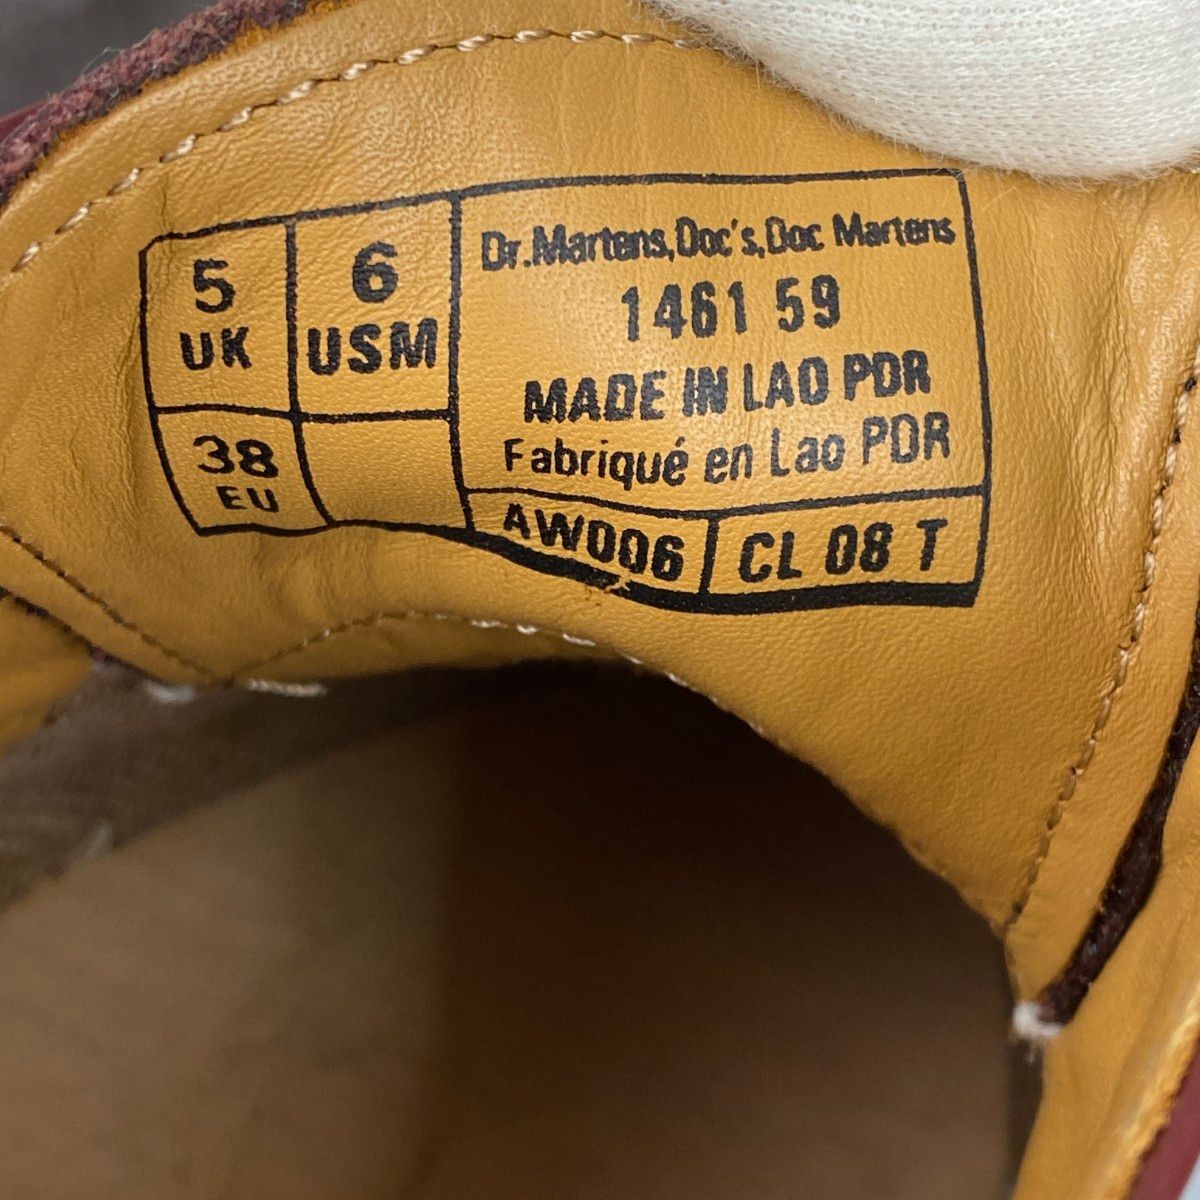 5
UK
6
USM
38
EU
Dr.Martens,Doc's,Doc Martens
1461 59
MADE IN LAO PDR
Fabriqué en Lao PDR
AW006
CL 08 T